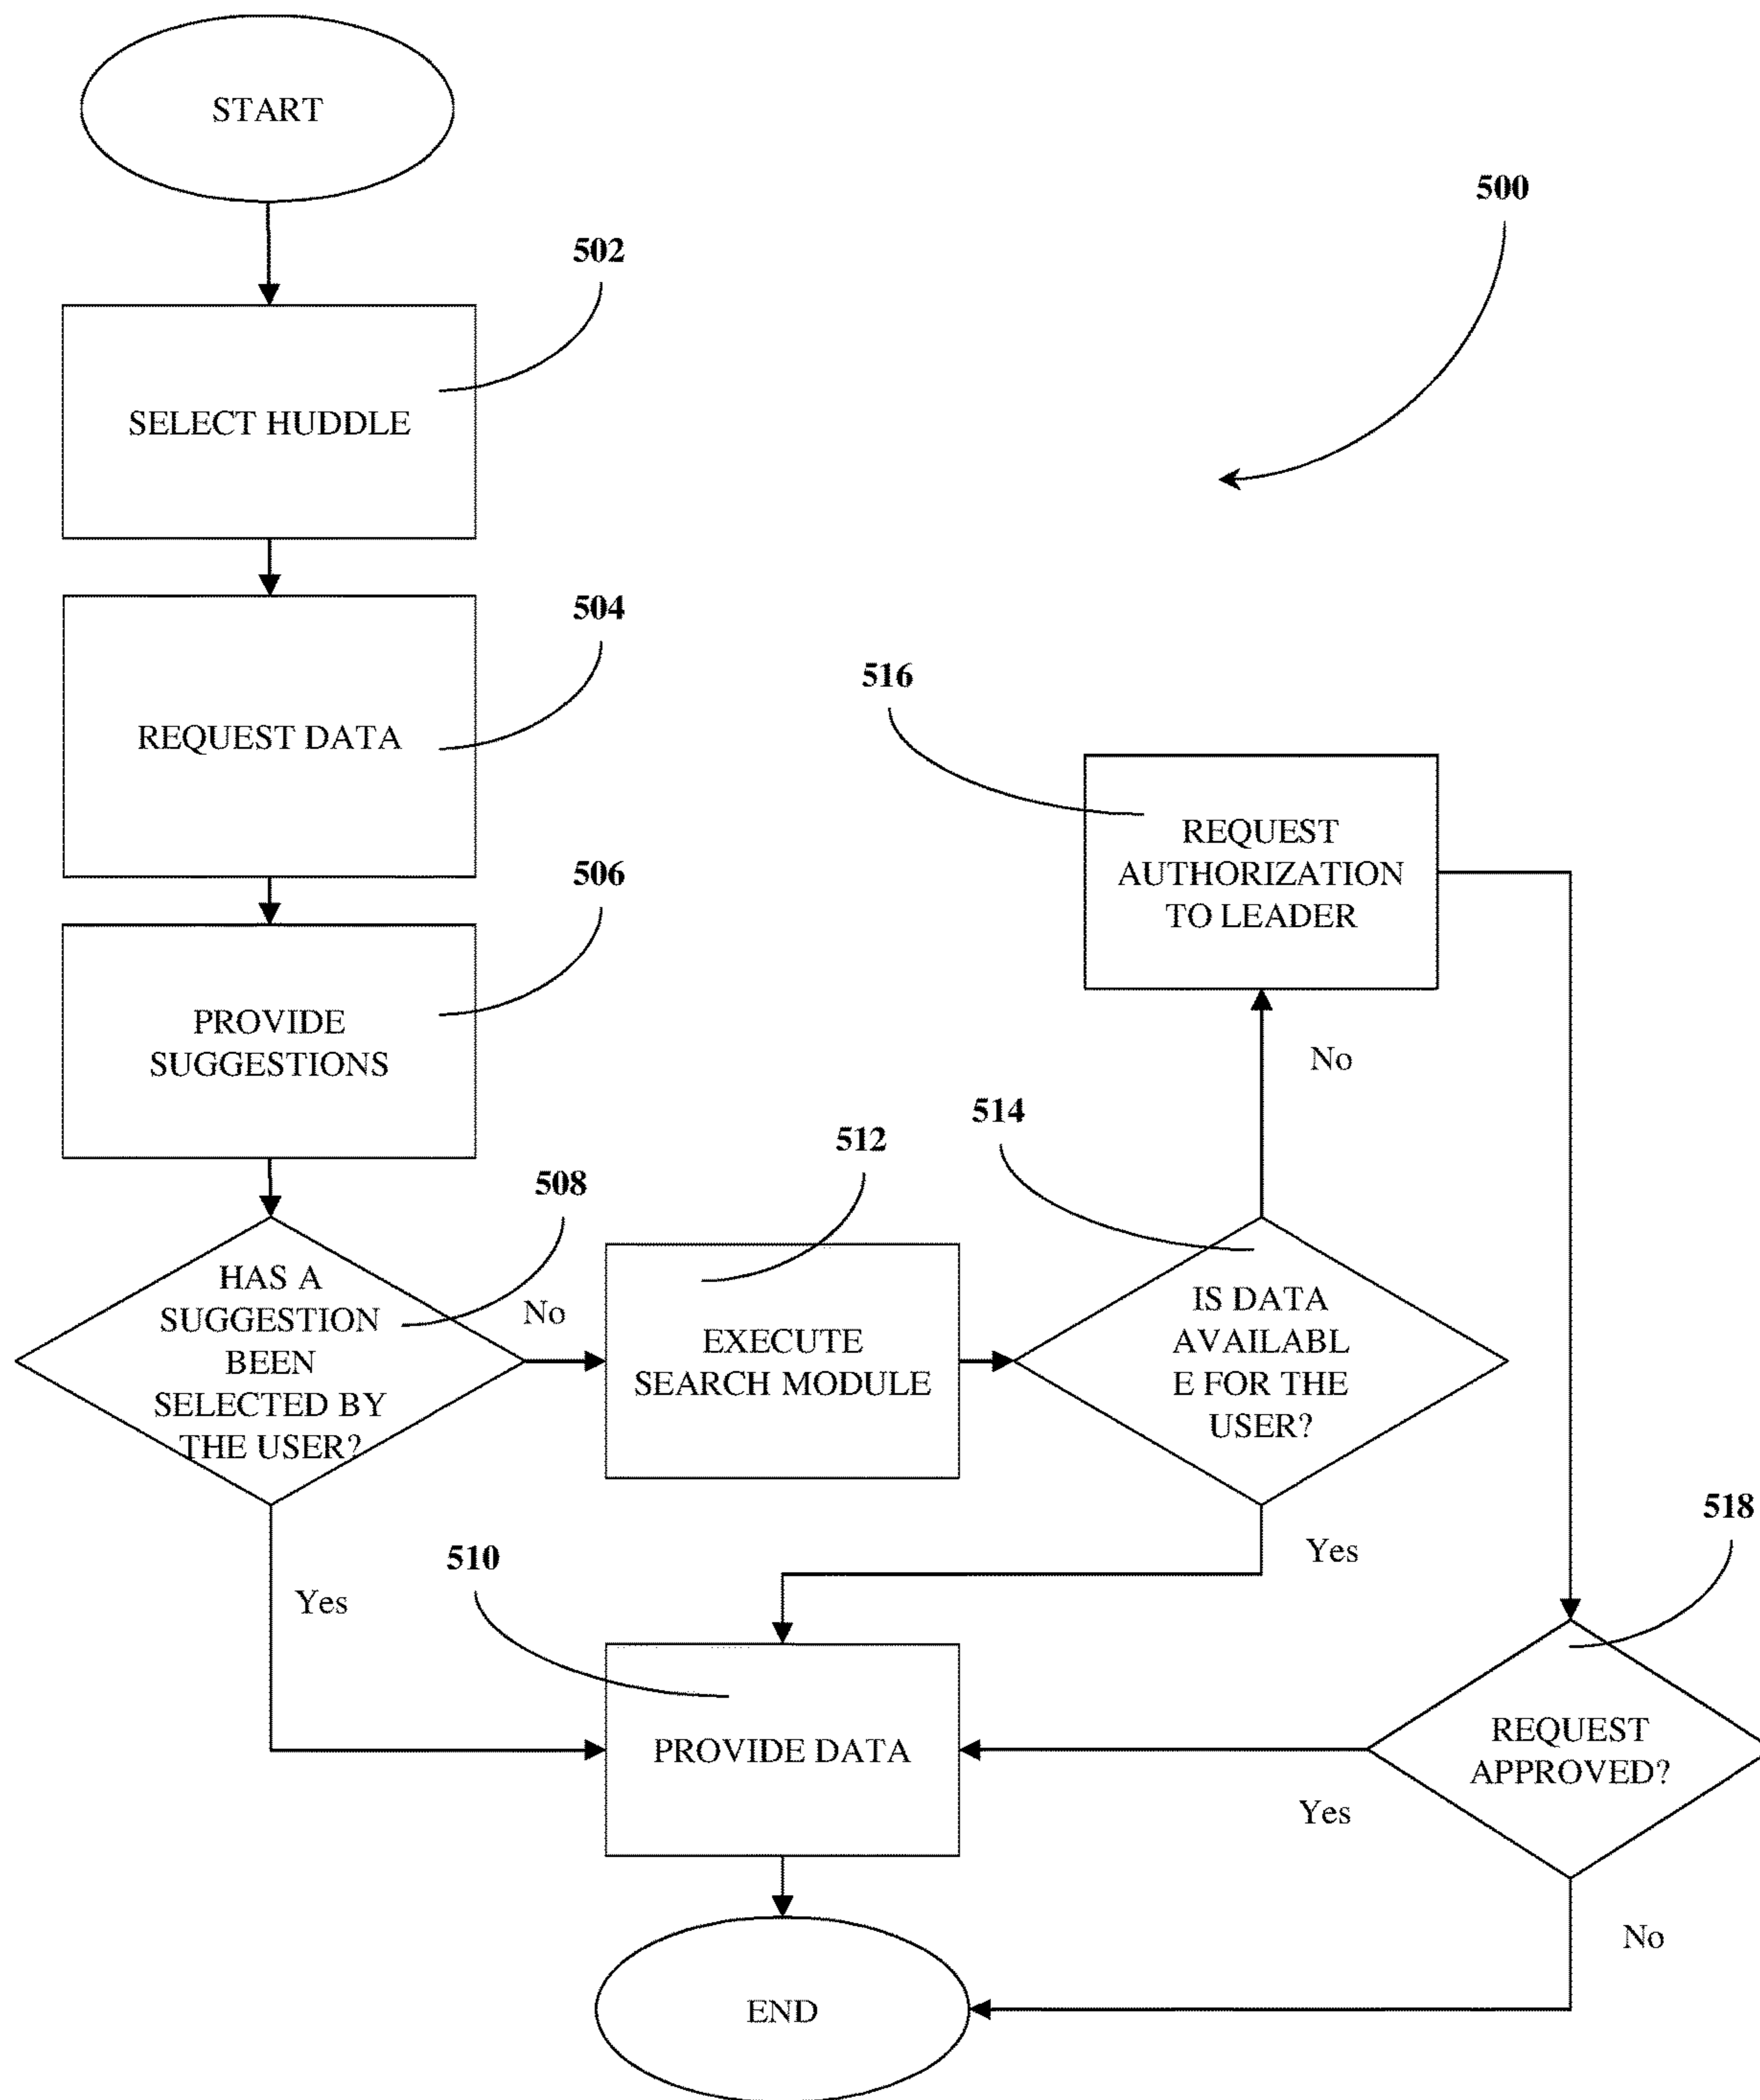 START
500
502
SELECT HUDDLE
504
REQUEST DATA
516
REQUEST
AUTHORIZATION
TO LEADER
506
PROVIDE
SUGGESTIONS
No
514
512
508
HAS A
SUGGESTION
BEEN
SELECTED BY
THE USER?
No
EXECUTE
SEARCH MODULE
IS DATA
AVAILABL
E FOR THE
USER?
518
Yes
510
Yes
PROVIDE DATA
REQUEST
APPROVED?
Yes
No
END